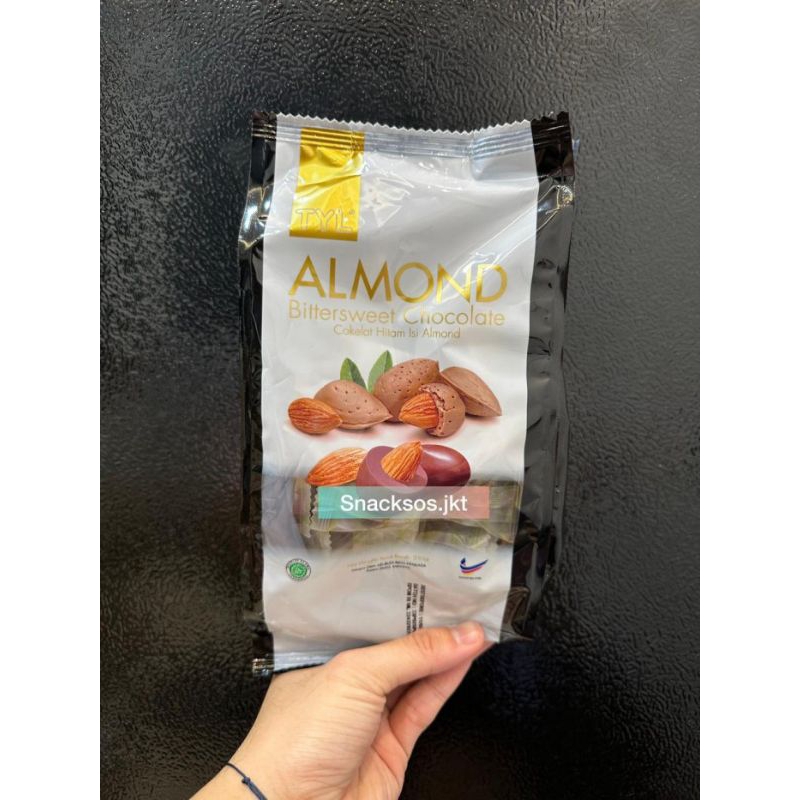 TYL
ALMOND
Bittersweet Chocolate
Cokelat Hitam Isi Almond
Snacksos.jkt